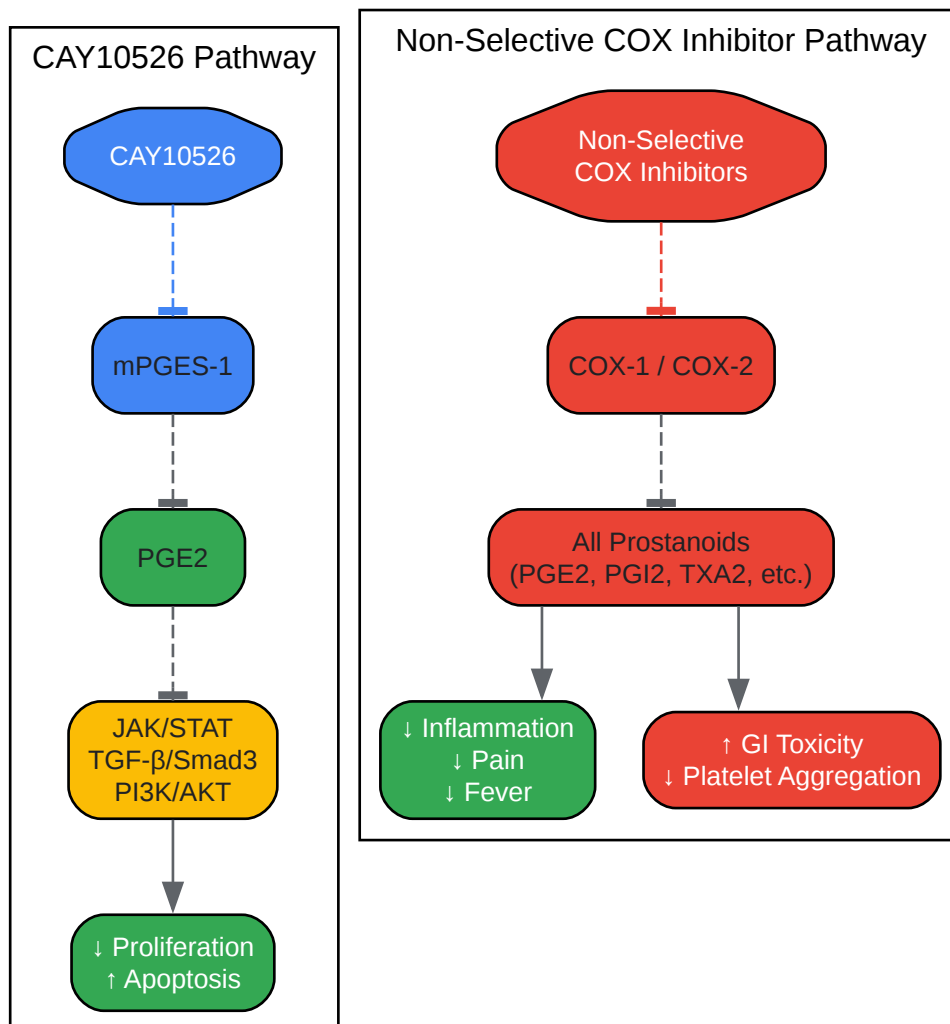 CAY10526 Pathway
CAY10526
mPGES-1
PGE2
JAK/STAT
TGF-β/Smad3
PI3K/AKT
↓ Proliferation
↑ Apoptosis
Non-Selective COX Inhibitor Pathway
Non-Selective
COX Inhibitors
COX-1 / COX-2
All Prostanoids
(PGE2, PGI2, TXA2, etc.)
↓ Inflammation
↓ Pain
↓ Fever
↑ GI Toxicity
↓ Platelet Aggregation